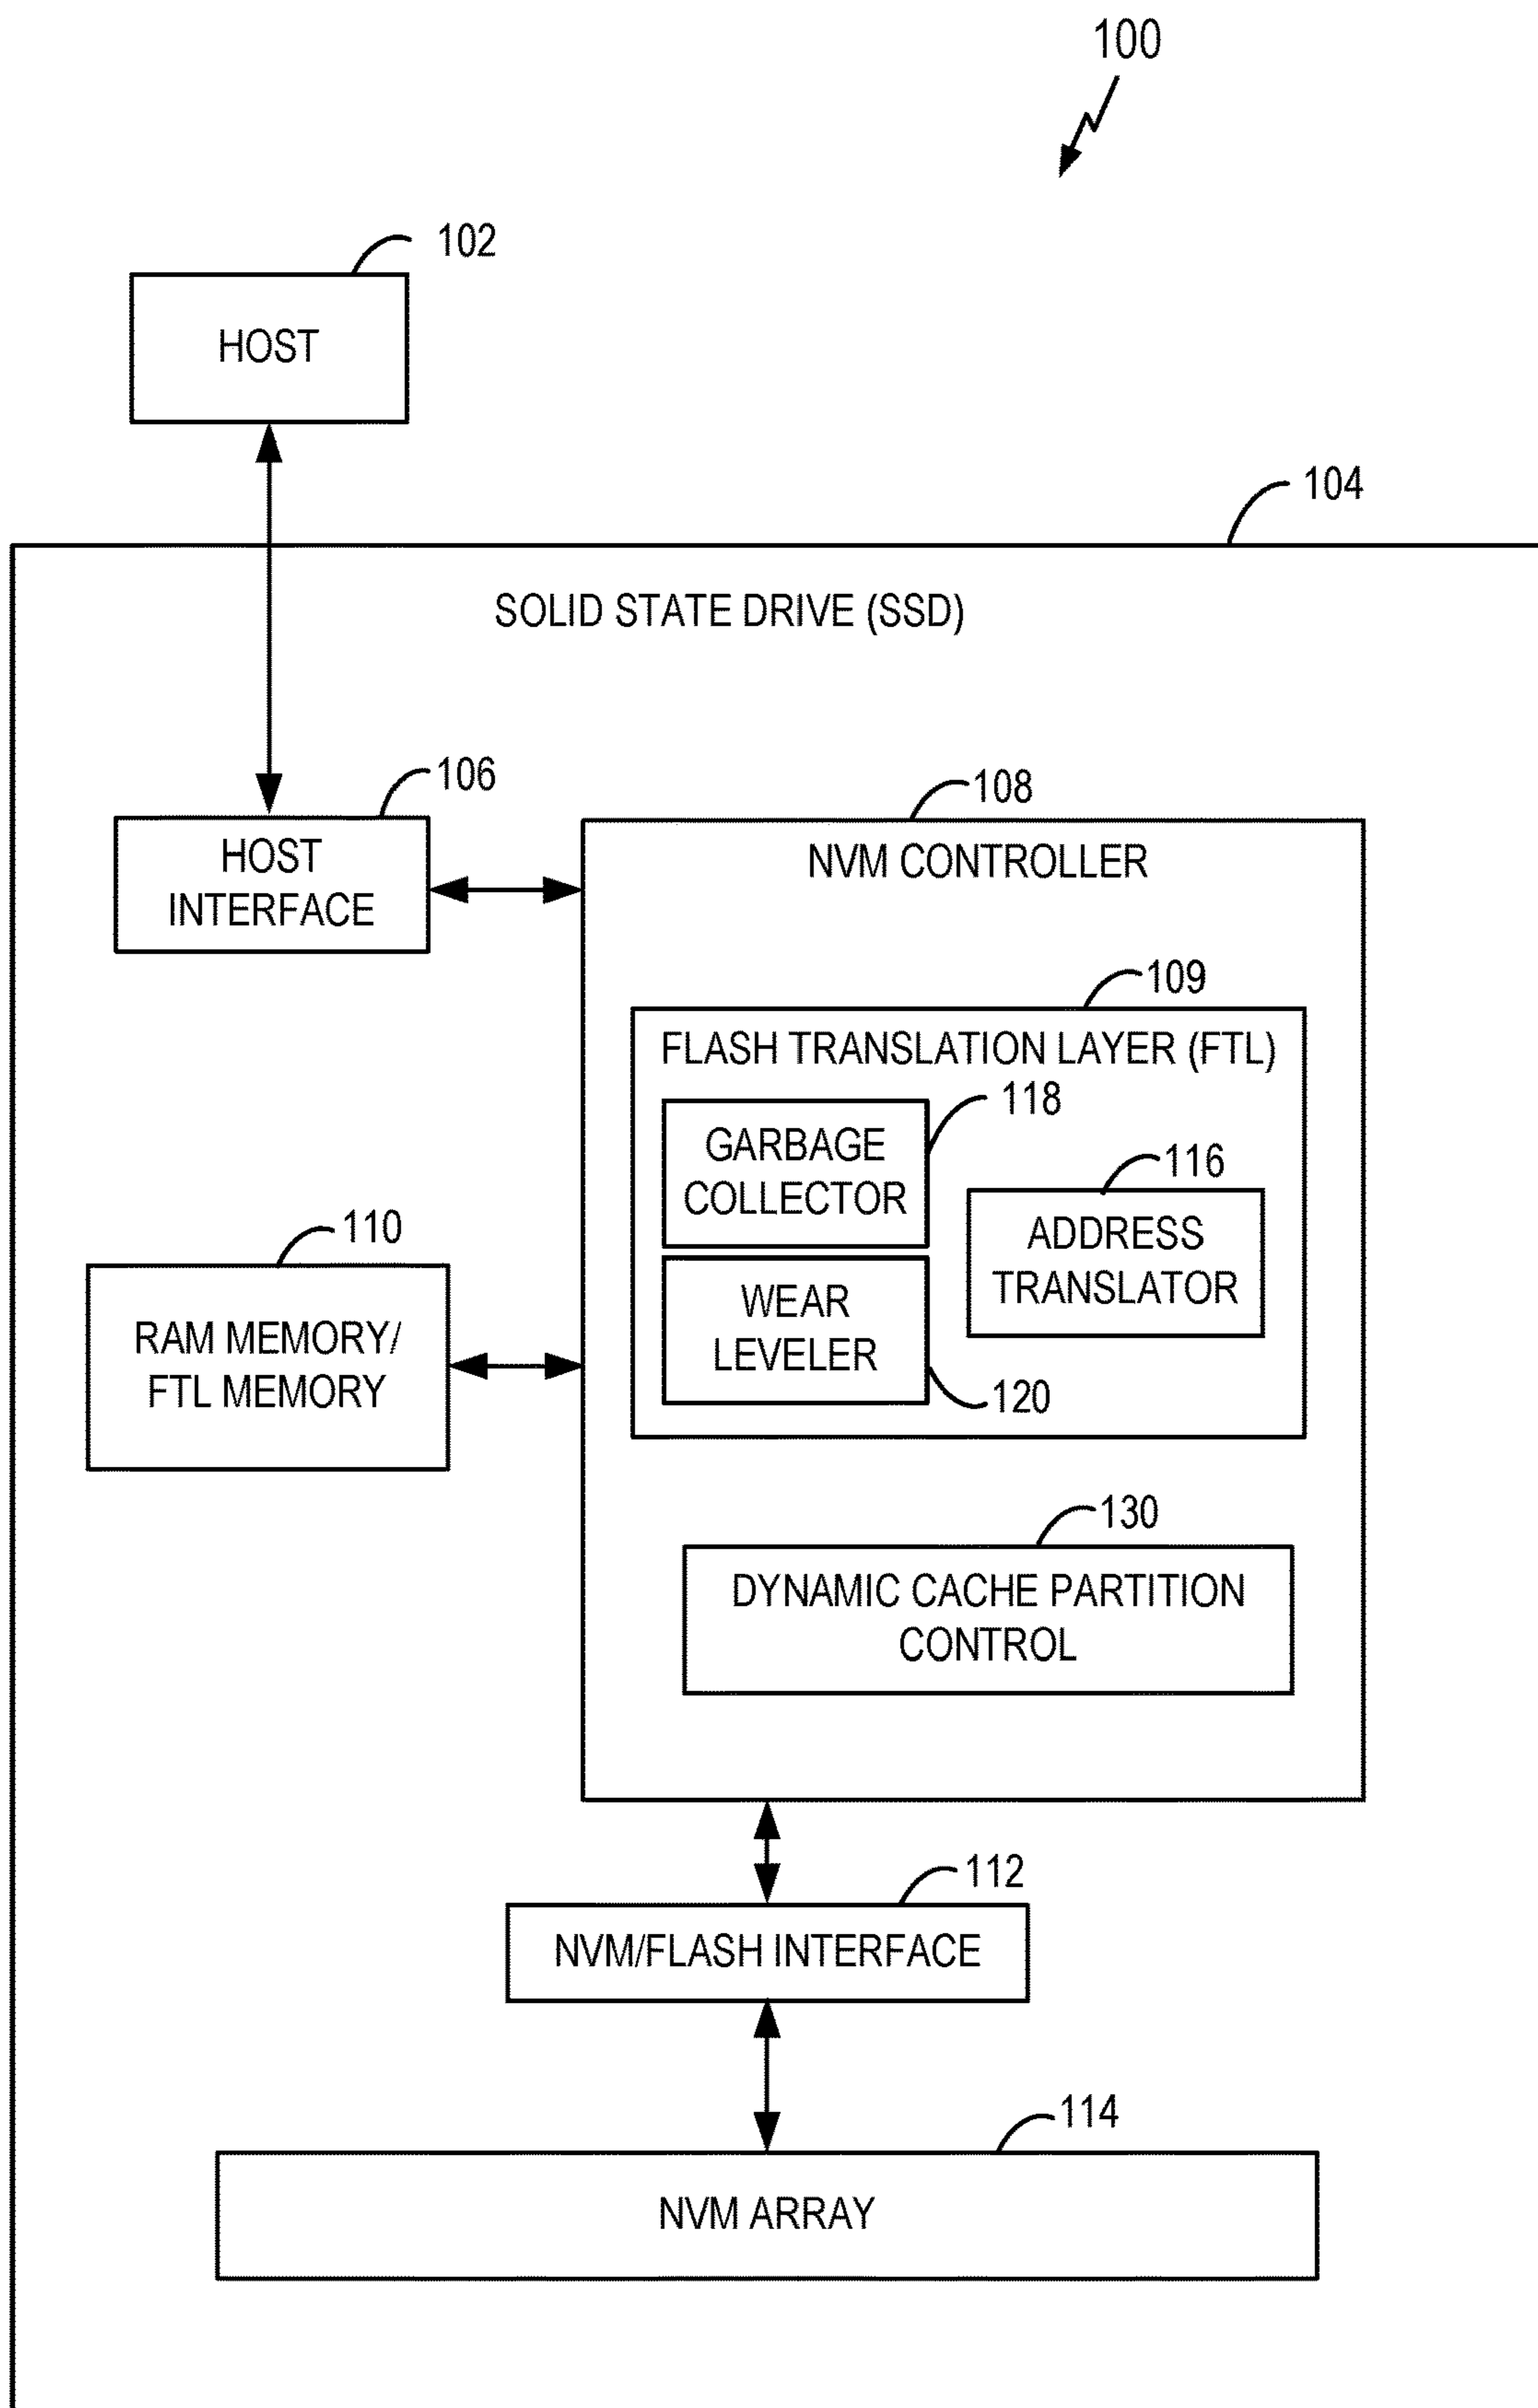 100
102
HOST
104
SOLID STATE DRIVE (SSD)
106
HOST
INTERFACE
108
NVM CONTROLLER
109
FLASH TRANSLATION LAYER (FTL)
118
GARBAGE
COLLECTOR
116
ADDRESS
TRANSLATOR
110
RAM MEMORY/
FTL MEMORY
WEAR
LEVELER
120
130
DYNAMIC CACHE PARTITION
CONTROL
112
NVM/FLASH INTERFACE
114
NVM ARRAY